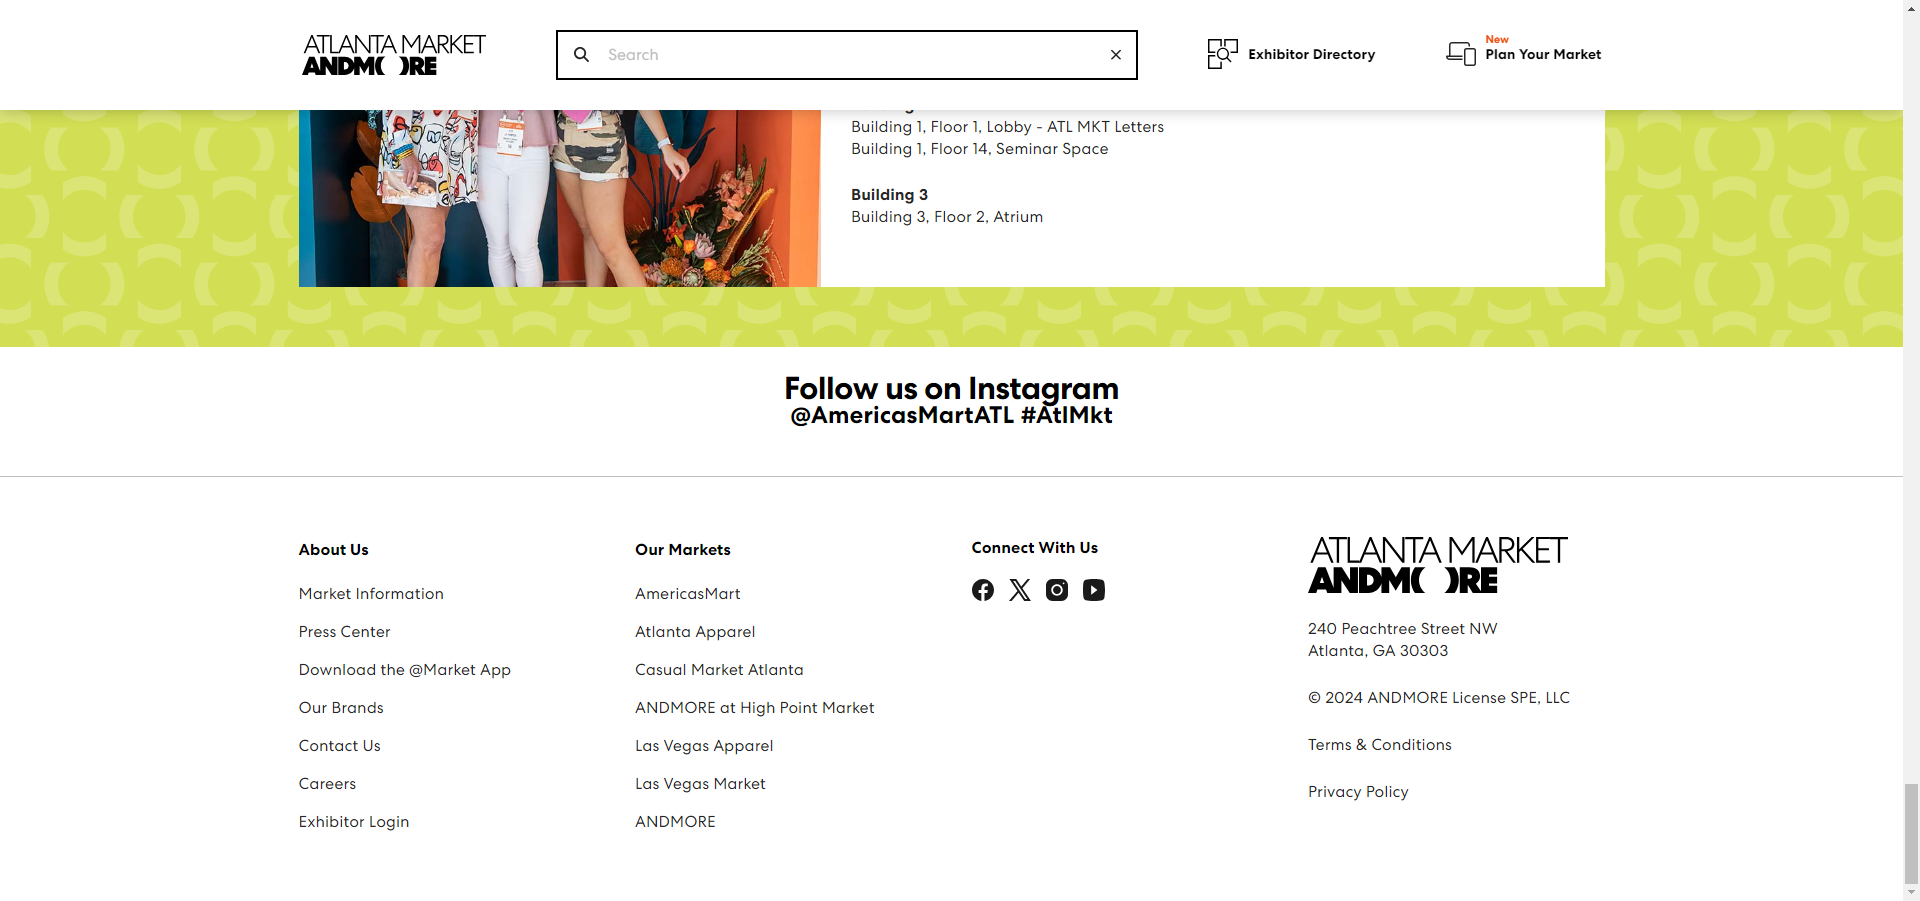 ATLANTA MARKET
ANDMORE
Search
Exhibitor Directory
New
Plan Your Market
Building 1, Floor 1, Lobby - ATL MKT Letters
Building 1, Floor 14, Seminar Space
Building 3
Building 3, Floor 2, Atrium
Follow us on Instagram
@AmericasMartATL #AtlMkt
About Us
Market Information
Press Center
Download the @Market App
Our Brands
Contact Us
Careers
Exhibitor Login
Our Markets
AmericasMart
Atlanta Apparel
Casual Market Atlanta
ANDMORE at High Point Market
Las Vegas Apparel
Las Vegas Market
ANDMORE
Connect With Us
ATLANTA MARKET
ANDMORE
240 Peachtree Street NW
Atlanta, GA 30303
© 2024 ANDMORE License SPE, LLC
Terms & Conditions
Privacy Policy